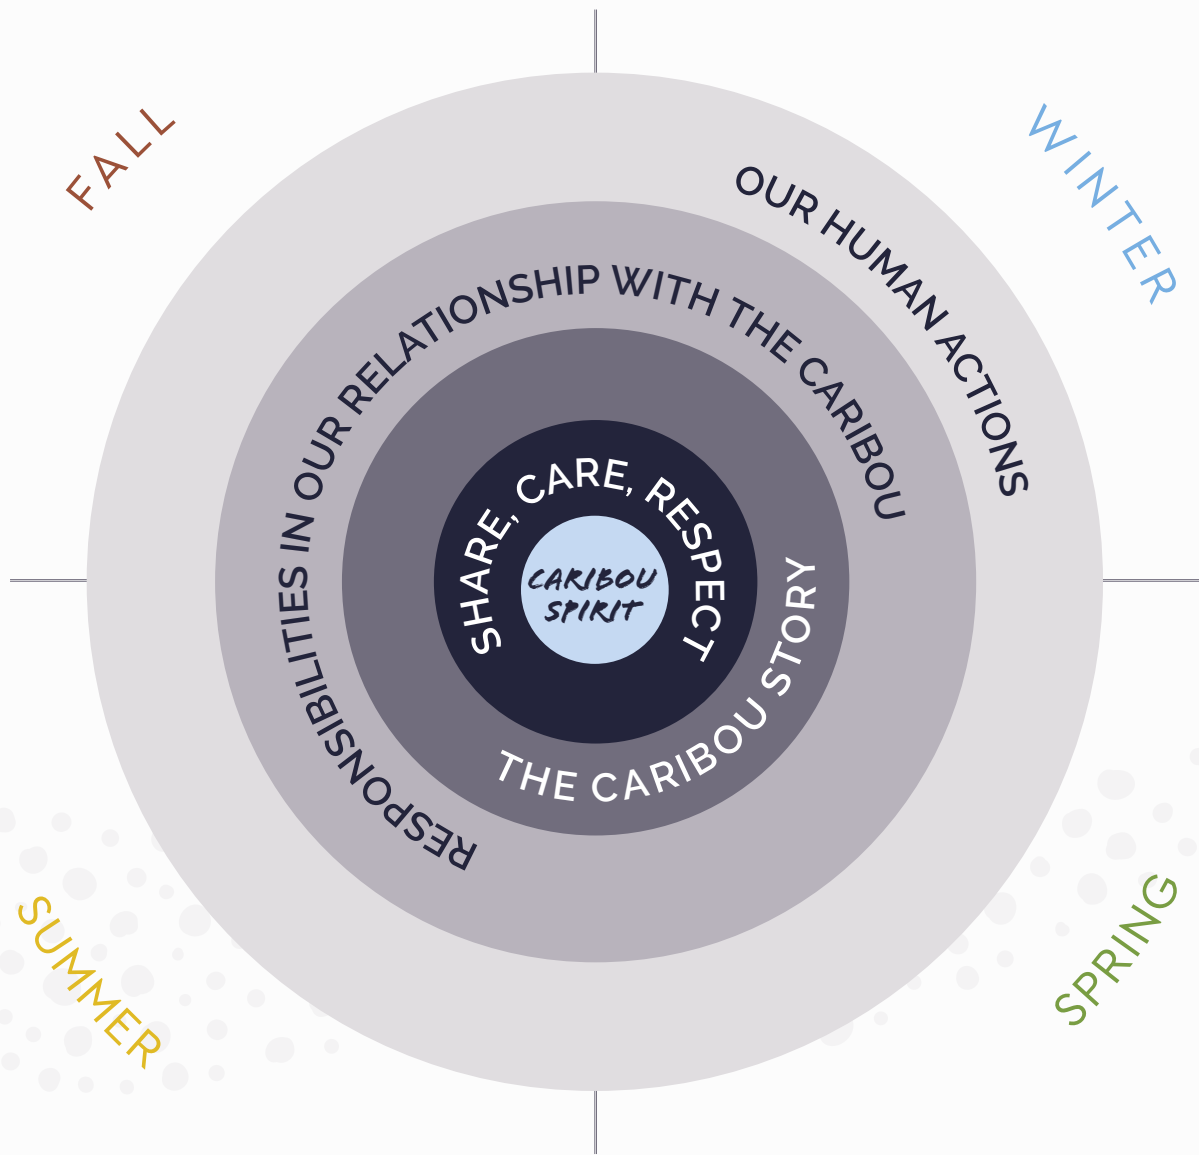 FALL
WINTER
OUR HUMAN ACTIONS
RESPONSIBILITIES IN OUR RELATIONSHIP WITH THE CARIBOU
SHARE, CARE, RESPECT
CARIBOU
SPIRIT
THE CARIBOU STORY
SUMMER
SPRING